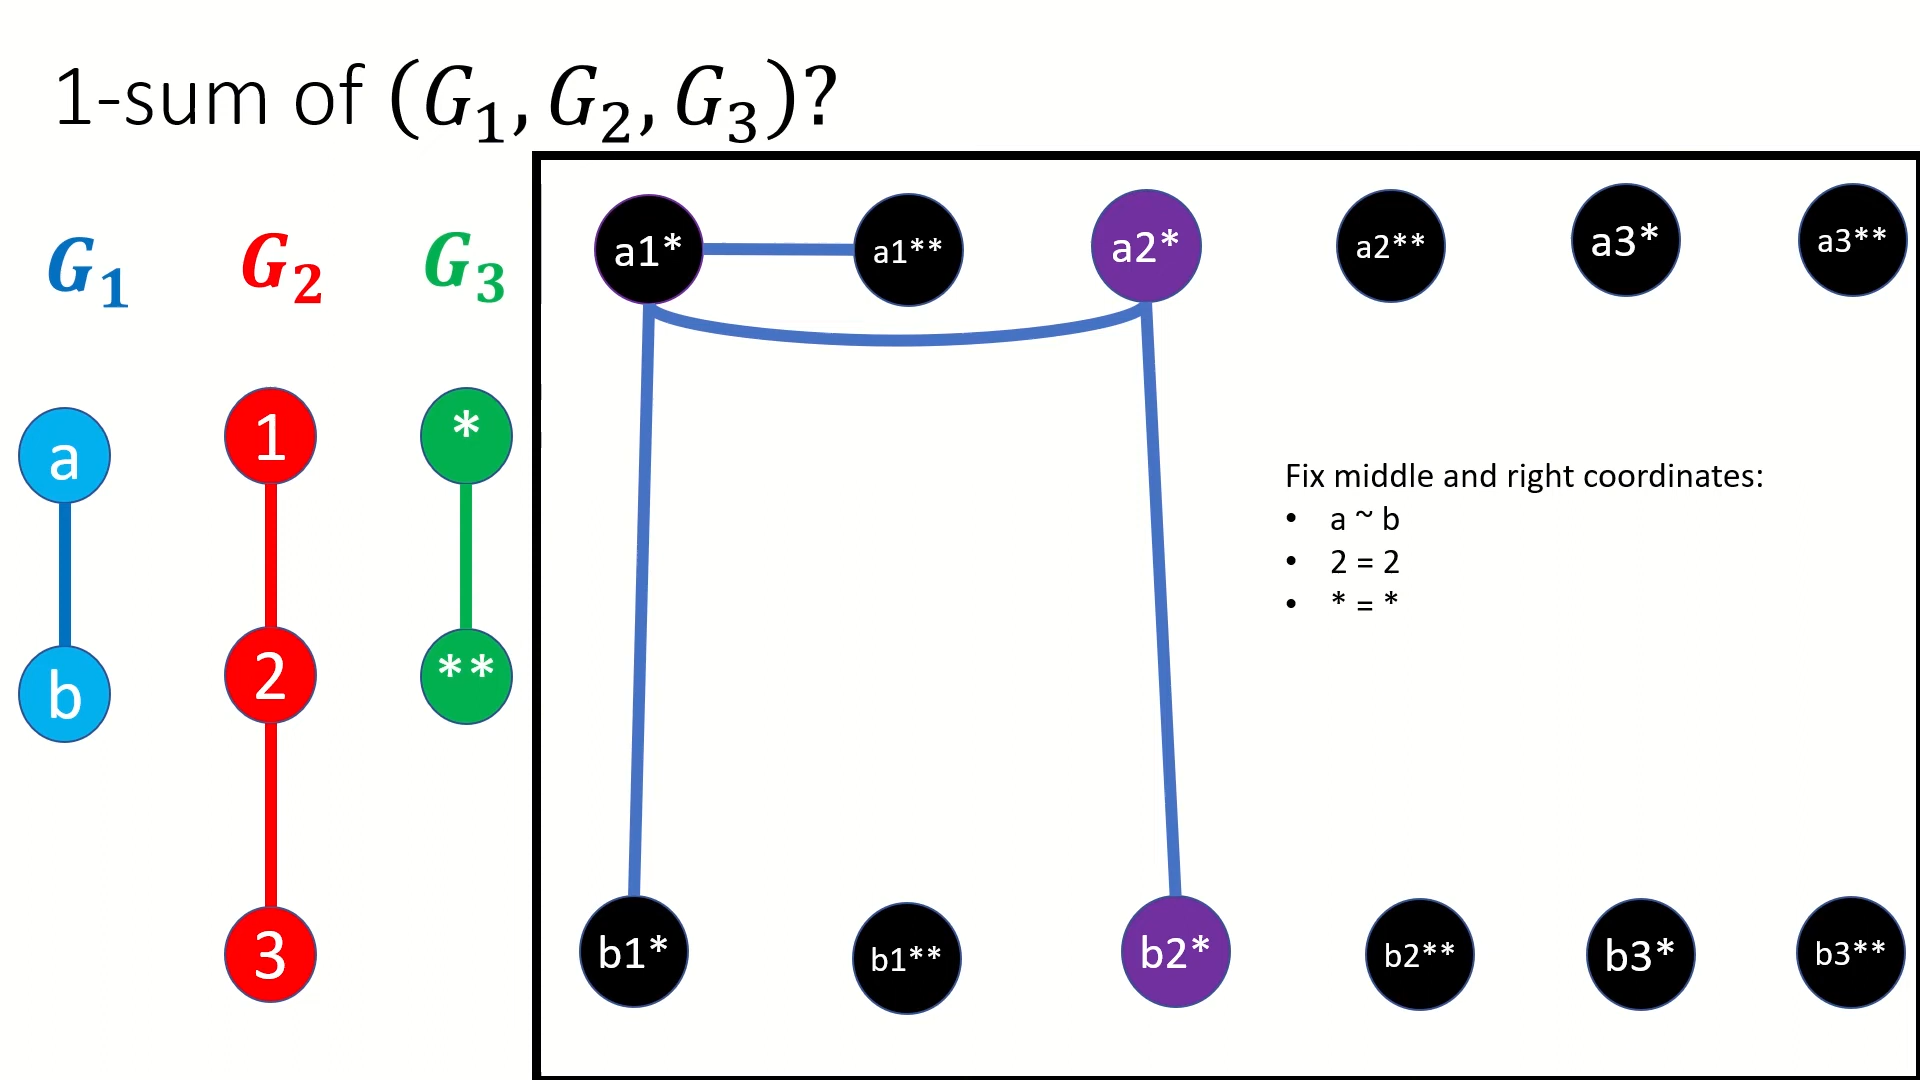 1-sum of (G₁, G₂, G₃)?
G₁ G₂ G₃
a1* a1** a2* a2** a3* a3**
a 1 *
Fix middle and right coordinates:
• a ~ b
• 2 = 2
• * = *
b 2 **
3
b1* b1** b2* b2** b3* b3**